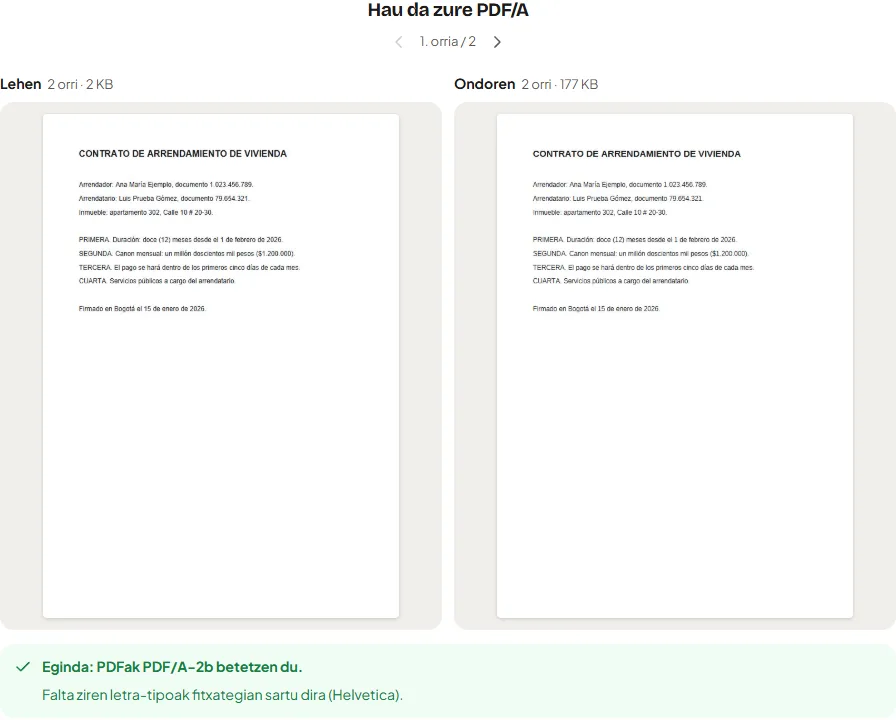 Hau da zure PDF/A
1. orria / 2
Lehen 2 orri · 2 KB
CONTRATO DE ARRENDAMIENTO DE VIVIENDA
Arrendador: Ana María Ejemplo, documento 1.023.456.789.
Arrendatario: Luis Prueba Gómez, documento 79.654.321.
Inmueble: apartamento 302, Calle 10 # 20-30.
PRIMERA. Duración: doce (12) meses desde el 1 de febrero de 2026.
SEGUNDA. Canon mensual: un millón doscientos mil pesos ($1.200.000).
TERCERA. El pago se hará dentro de los primeros cinco días de cada mes.
CUARTA. Servicios públicos a cargo del arrendatario.
Firmado en Bogotá el 15 de enero de 2026.
Ondoren 2 orri · 177 KB
CONTRATO DE ARRENDAMIENTO DE VIVIENDA
Arrendador: Ana María Ejemplo, documento 1.023.456.789.
Arrendatario: Luis Prueba Gómez, documento 79.654.321.
Inmueble: apartamento 302, Calle 10 # 20-30.
PRIMERA. Duración: doce (12) meses desde el 1 de febrero de 2026.
SEGUNDA. Canon mensual: un millón doscientos mil pesos ($1.200.000).
TERCERA. El pago se hará dentro de los primeros cinco días de cada mes.
CUARTA. Servicios públicos a cargo del arrendatario.
Firmado en Bogotá el 15 de enero de 2026.
Eginda: PDFak PDF/A-2b betetzen du.
Falta ziren letra-tipoak fitxategian sartu dira (Helvetica).